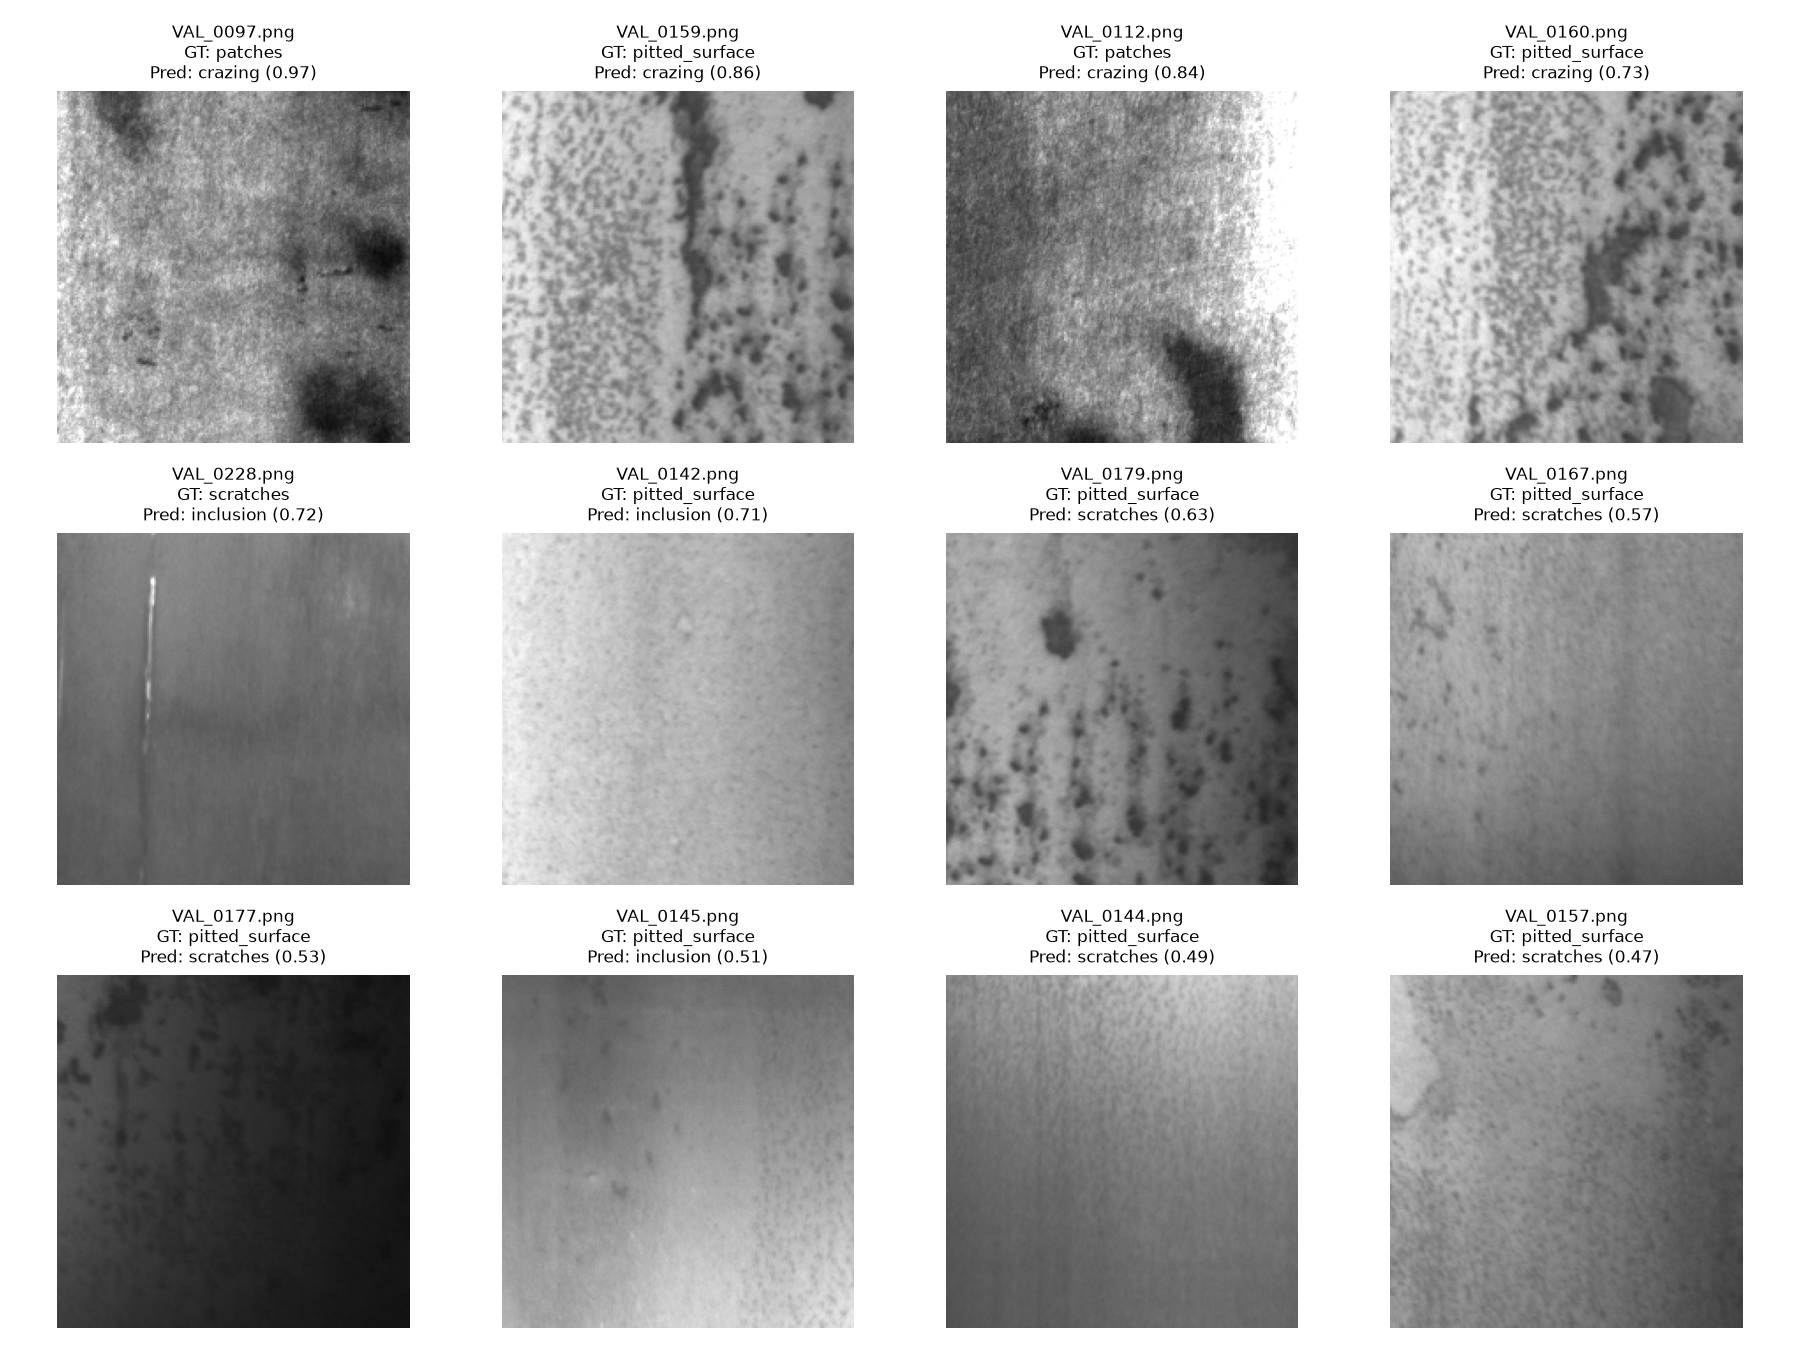 VAL_0097.png
GT: patches
Pred: crazing (0.97)
VAL_0159.png
GT: pitted_surface
Pred: crazing (0.86)
VAL_0112.png
GT: patches
Pred: crazing (0.84)
VAL_0160.png
GT: pitted_surface
Pred: crazing (0.73)
VAL_0228.png
GT: scratches
Pred: inclusion (0.72)
VAL_0142.png
GT: pitted_surface
Pred: inclusion (0.71)
VAL_0179.png
GT: pitted_surface
Pred: scratches (0.63)
VAL_0167.png
GT: pitted_surface
Pred: scratches (0.57)
VAL_0177.png
GT: pitted_surface
Pred: scratches (0.53)
VAL_0145.png
GT: pitted_surface
Pred: inclusion (0.51)
VAL_0144.png
GT: pitted_surface
Pred: scratches (0.49)
VAL_0157.png
GT: pitted_surface
Pred: scratches (0.47)